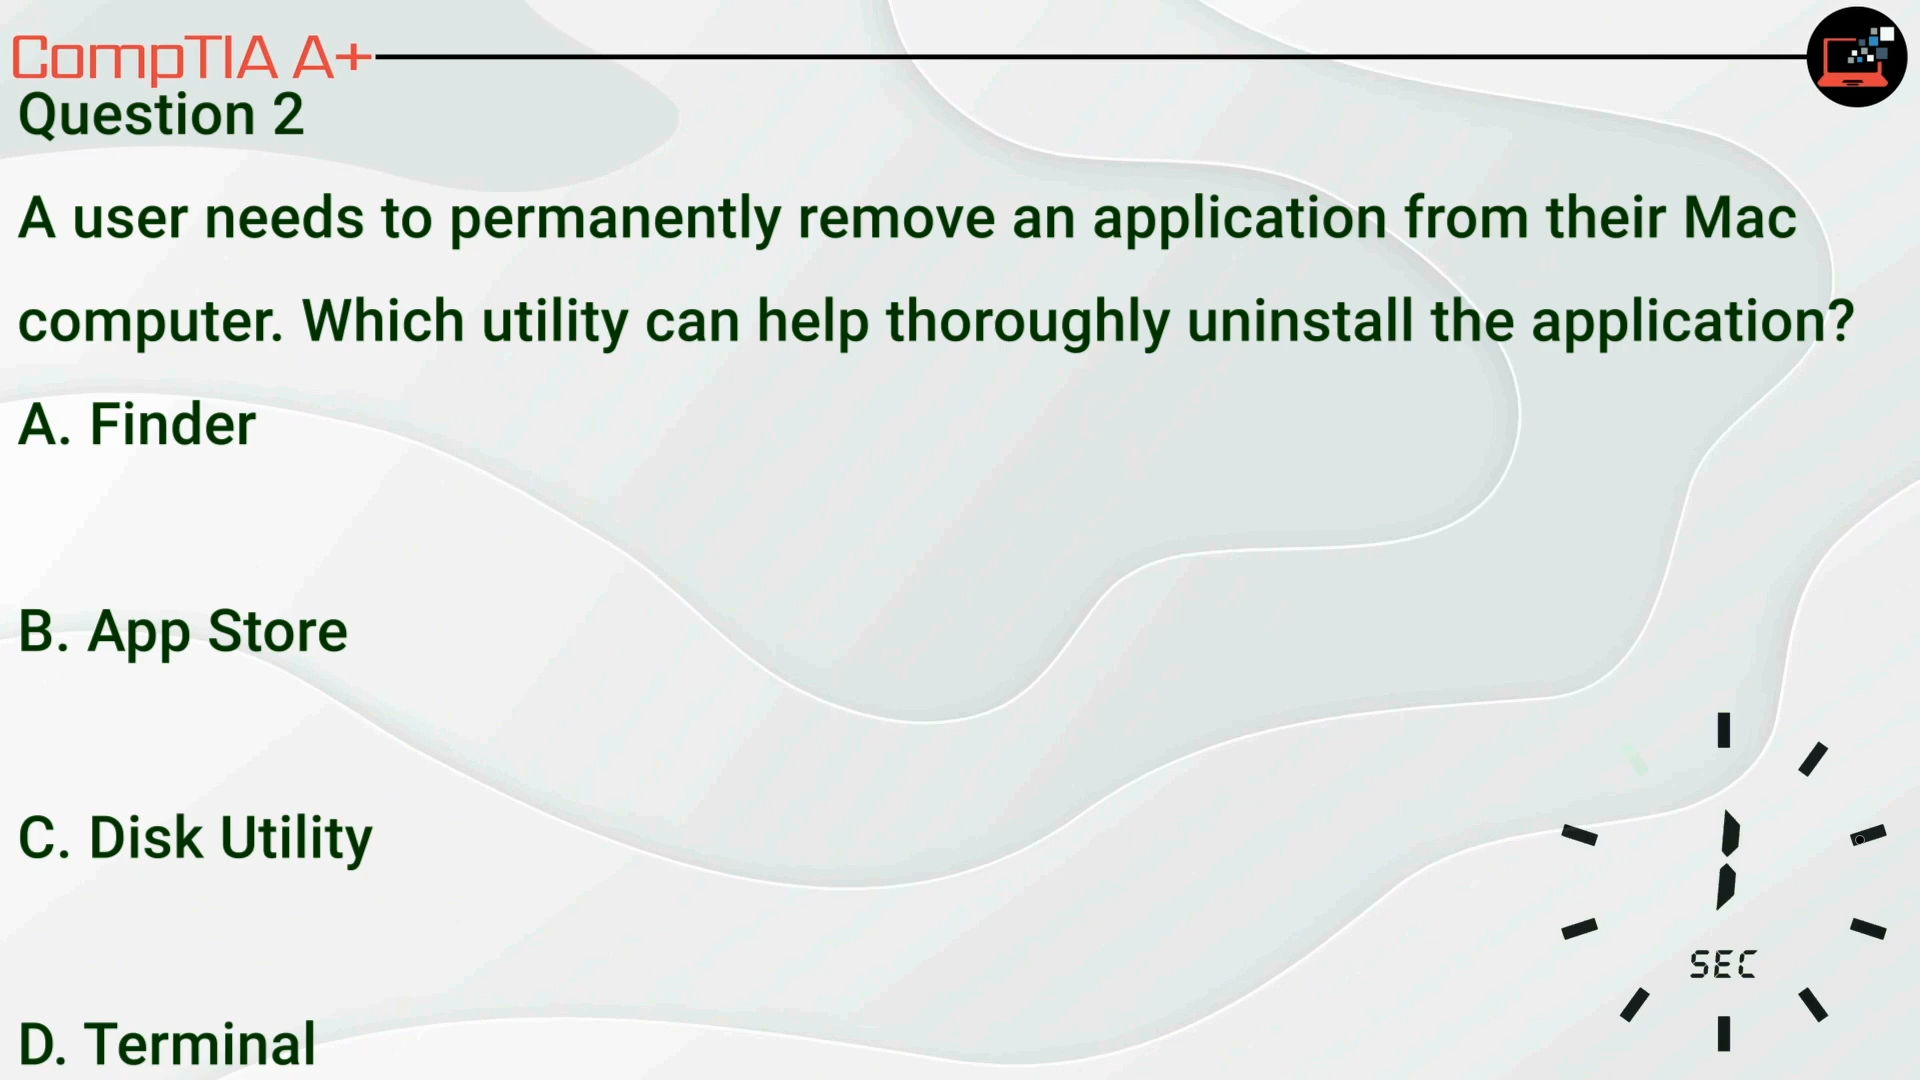 CompTIA A+
Question 2
A user needs to permanently remove an application from their Mac
computer. Which utility can help thoroughly uninstall the application?
A. Finder
B. App Store
C. Disk Utility
D. Terminal
1
SEC